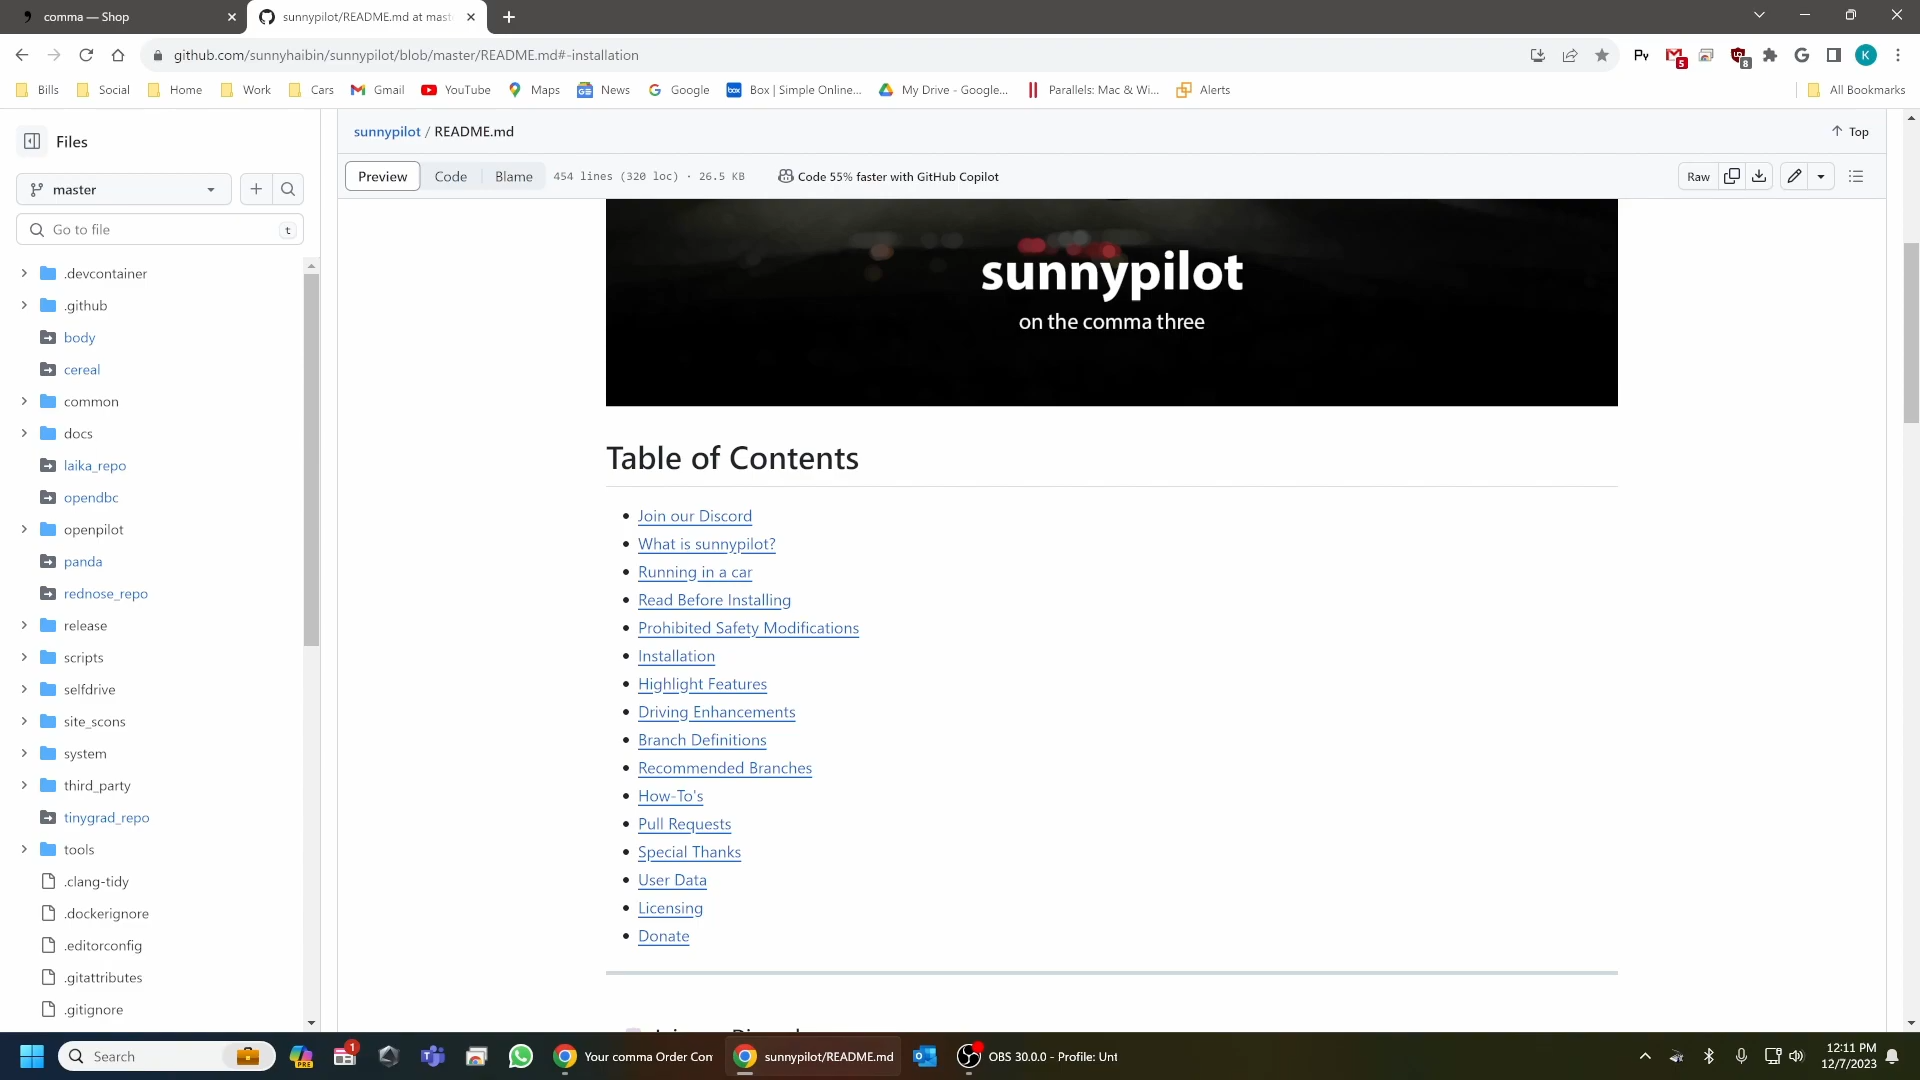 comma — Shop
sunnypilot/README.md at mast
github.com/sunnyhaibin/sunnypilot/blob/master/README.md#-installation
5
8
K
Bills
Social
Home
Work
Cars
Gmail
YouTube
Maps
News
Google
box
Box | Simple Online...
My Drive - Google...
Parallels: Mac & Wi...
Alerts
All Bookmarks
Files
sunnypilot / README.md
Top
master
Preview
Code
Blame
454 lines (320 loc) · 26.5 KB
Code 55% faster with GitHub Copilot
Raw
Go to file
t
.devcontainer
.github
body
cereal
common
docs
laika_repo
opendbc
openpilot
panda
rednose_repo
release
scripts
selfdrive
site_scons
system
third_party
tinygrad_repo
tools
.clang-tidy
.dockerignore
.editorconfig
.gitattributes
.gitignore
sunnypilot
on the comma three
Table of Contents
Join our Discord
What is sunnypilot?
Running in a car
Read Before Installing
Prohibited Safety Modifications
Installation
Highlight Features
Driving Enhancements
Branch Definitions
Recommended Branches
How-To's
Pull Requests
Special Thanks
User Data
Licensing
Donate
Search
PRE
1
Your comma Order Con
sunnypilot/README.md
OBS 30.0.0 - Profile: Unt
12:11 PM
12/7/2023